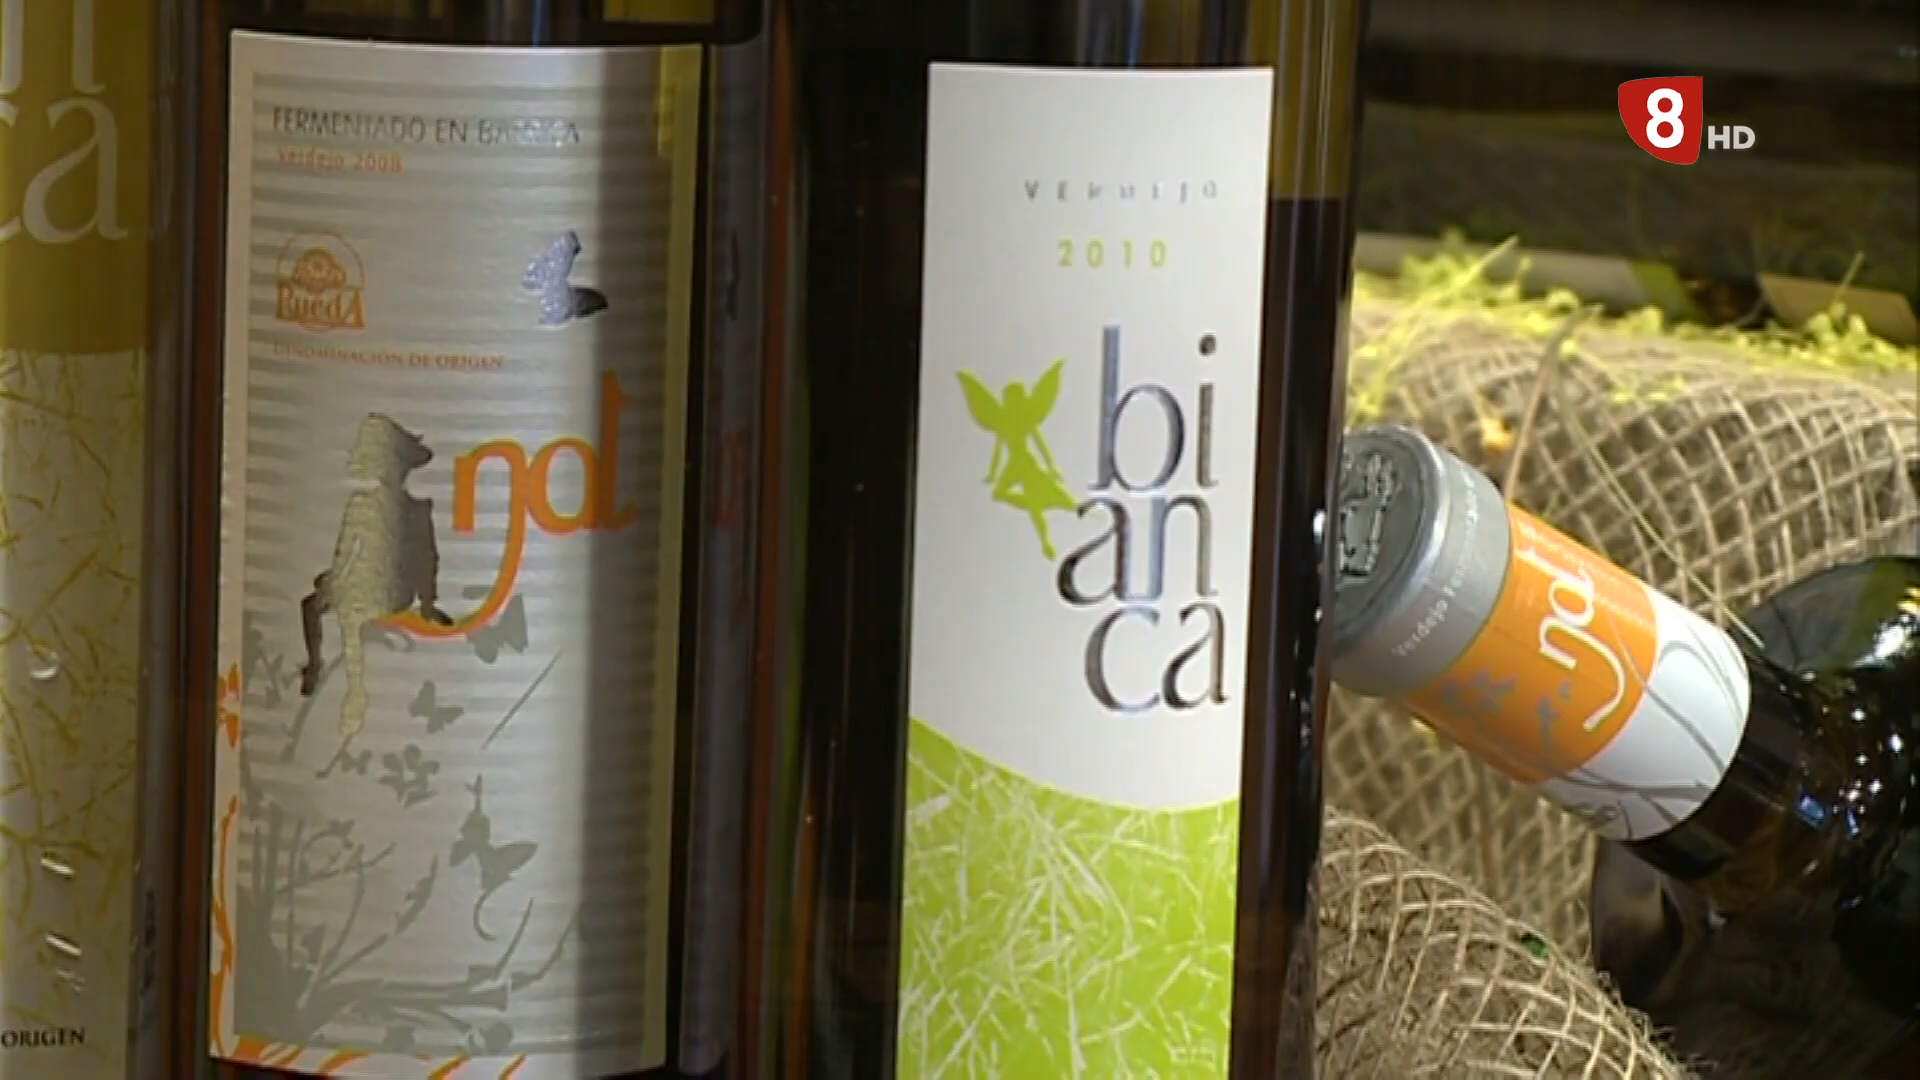 n
ca
ORIGEN
FERMENTADO EN BARRICA
Verdejo 2008
RuedA
DENOMINACIÓN DE ORIGEN
nal
VERDEJO
2010
bi
an
ca
8 HD
Verdejo
nal